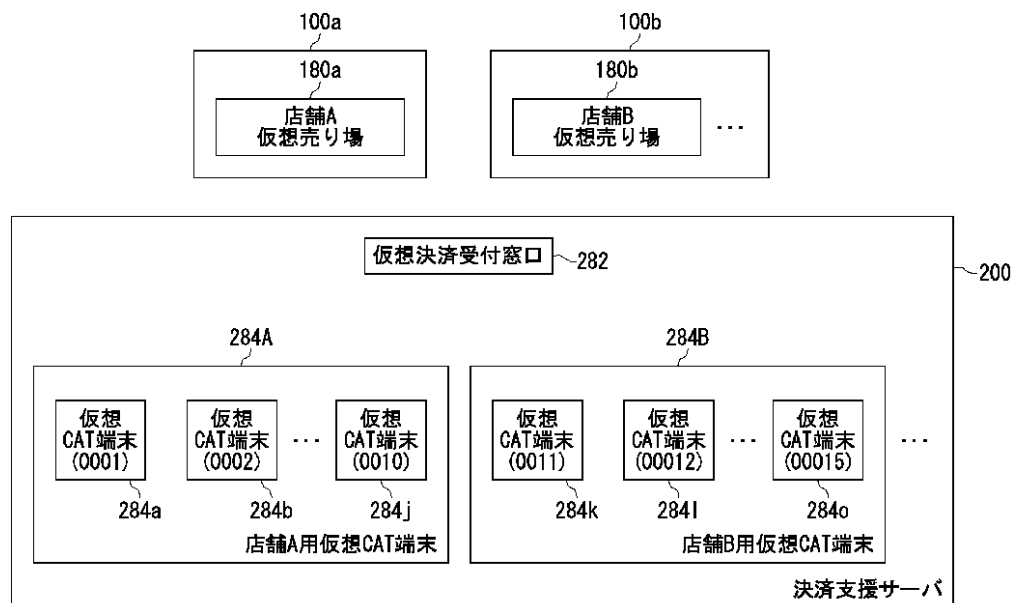 100a
100b
180a
180b
店舗A
仮想売り場
店舗B
仮想売り場
...
仮想決済受付窓口
282
200
284A
284B
仮想
CAT端末
(0001)
仮想
CAT端末
(0002)
...
仮想
CAT端末
(0010)
仮想
CAT端末
(0011)
仮想
CAT端末
(00012)
...
仮想
CAT端末
(00015)
...
284a
284b
284j
284k
284l
284o
店舗A用仮想CAT端末
店舗B用仮想CAT端末
決済支援サーバ